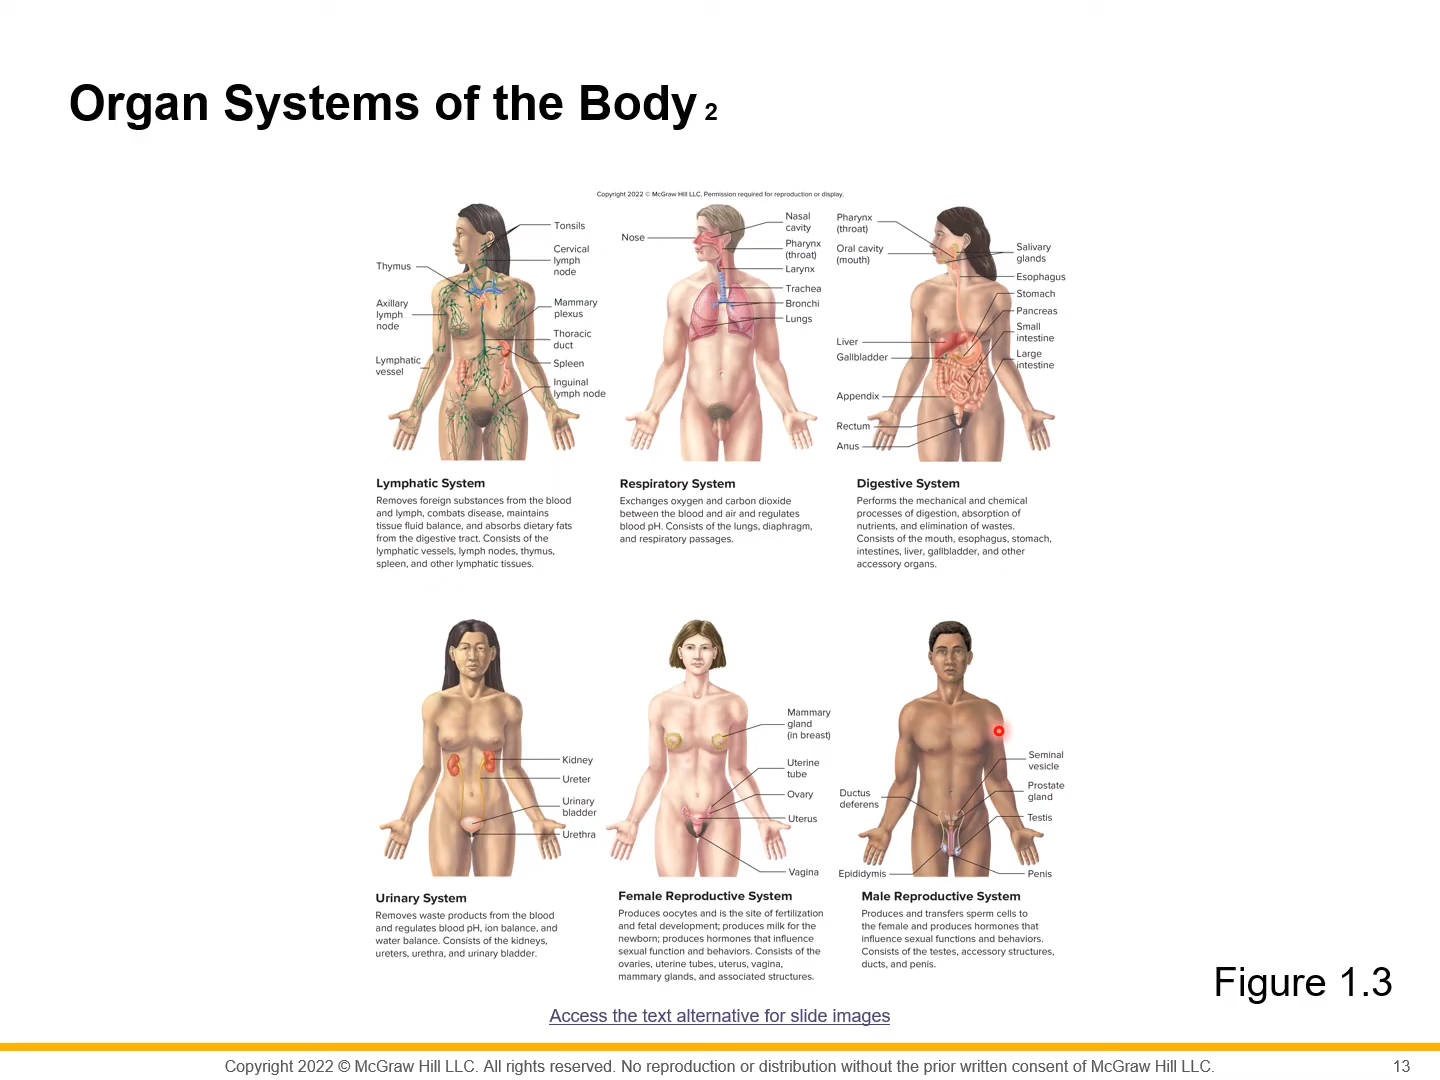 Organ Systems of the Body 2
Copyright 2022 © McGraw Hill LLC. Permission required for reproduction or display.
Tonsils
Cervical
lymph
node
Thymus
Axillary
lymph
node
Mammary
plexus
Thoracic
duct
Lymphatic
vessel
Spleen
Inguinal
lymph node
Nose
Nasal
cavity
Pharynx
(throat)
Larynx
Trachea
Bronchi
Lungs
Pharynx
(throat)
Oral cavity
(mouth)
Salivary
glands
Esophagus
Stomach
Pancreas
Small
intestine
Large
intestine
Liver
Gallbladder
Appendix
Rectum
Anus
Lymphatic System
Removes foreign substances from the blood
and lymph, combats disease, maintains
tissue fluid balance, and absorbs dietary fats
from the digestive tract. Consists of the
lymphatic vessels, lymph nodes, thymus,
spleen, and other lymphatic tissues.
Respiratory System
Exchanges oxygen and carbon dioxide
between the blood and air and regulates
blood pH. Consists of the lungs, diaphragm,
and respiratory passages.
Digestive System
Performs the mechanical and chemical
processes of digestion, absorption of
nutrients, and elimination of wastes.
Consists of the mouth, esophagus, stomach,
intestines, liver, gallbladder, and other
accessory organs.
Kidney
Ureter
Urinary
bladder
Urethra
Mammary
gland
(in breast)
Uterine
tube
Ovary
Uterus
Vagina
Ductus
deferens
Epididymis
Seminal
vesicle
Prostate
gland
Testis
Penis
Urinary System
Removes waste products from the blood
and regulates blood pH, ion balance, and
water balance. Consists of the kidneys,
ureters, urethra, and urinary bladder.
Female Reproductive System
Produces oocytes and is the site of fertilization
and fetal development; produces milk for the
newborn; produces hormones that influence
sexual function and behaviors. Consists of the
ovaries, uterine tubes, uterus, vagina,
mammary glands, and associated structures.
Male Reproductive System
Produces and transfers sperm cells to
the female and produces hormones that
influence sexual functions and behaviors.
Consists of the testes, accessory structures,
ducts, and penis.
Figure 1.3
Access the text alternative for slide images
Copyright 2022 © McGraw Hill LLC. All rights reserved. No reproduction or distribution without the prior written consent of McGraw Hill LLC.
13